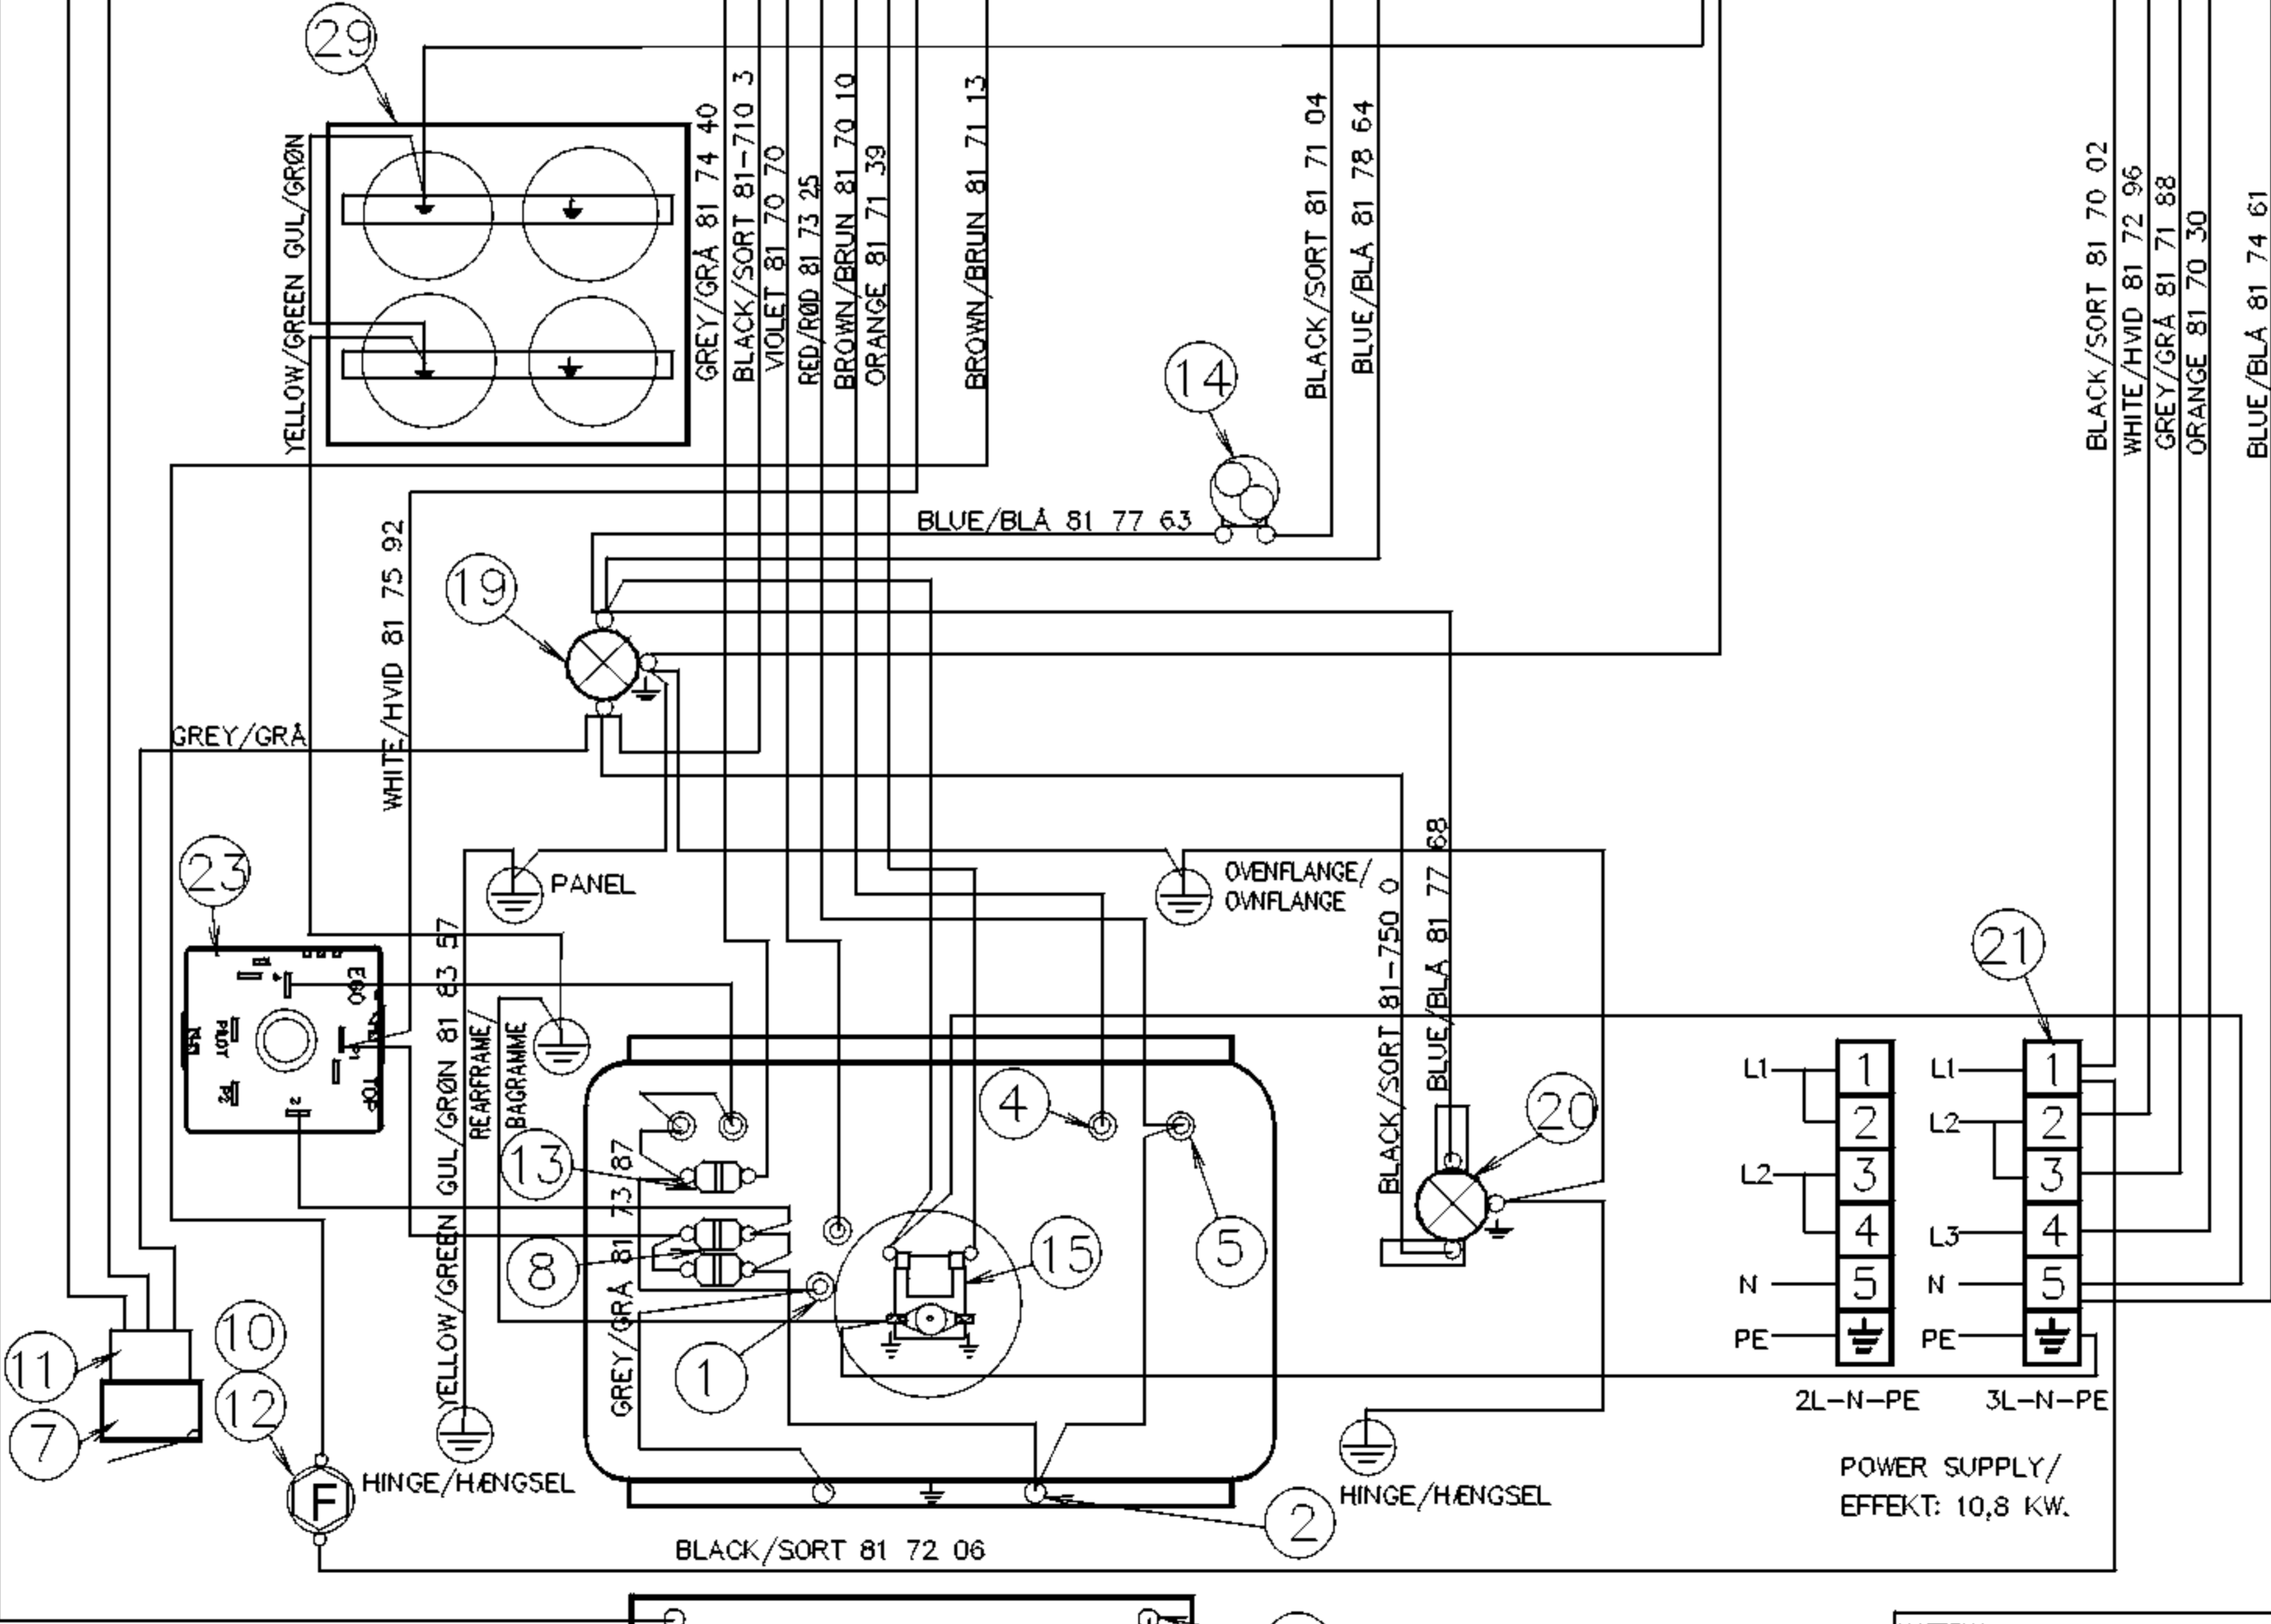 29
YELLOW/GREEN GUL/GRØN
GREY/GRÅ 81 74 40
BLACK/SORT 81-710 3
VIOLET 81 70 70
RED/RØD 81 73 25
BROWN/BRUN 81 70 10
ORANGE 81 71 39
BROWN/BRUN 81 71 13
BLACK/SORT 81 71 04
BLUE/BLÅ 81 78 64
BLACK/SORT 81 70 02
WHITE/HVID 81 72 96
GREY/GRÅ 81 71 88
ORANGE 81 70 30
BLUE/BLÅ 81 74 61
14
BLUE/BLÅ 81 77 63
19
WHITE/HVID 81 75 92
GREY/GRÅ
23
PANEL
OVENFLANGE/
OVNFLANGE
BLACK/SORT 81-750 0
BLUE/BLÅ 81 77 68
21
EGO
PILOT
P1
P2
2
TOP
YELLOW/GREEN GUL/GRØN 81 83 57
REARFRAME/
BAGRAMME
4
13
20
5
8
15
GREY/GRÅ 81 73 87
1
L1 1
2
L2 3
4
N 5
PE
2L-N-PE
L1 1
L2 2
3
L3 4
N 5
PE
3L-N-PE
10
11
12
7
F
HINGE/HÆNGSEL
HINGE/HÆNGSEL
2
POWER SUPPLY/
EFFEKT: 10,8 KW.
BLACK/SORT 81 72 06